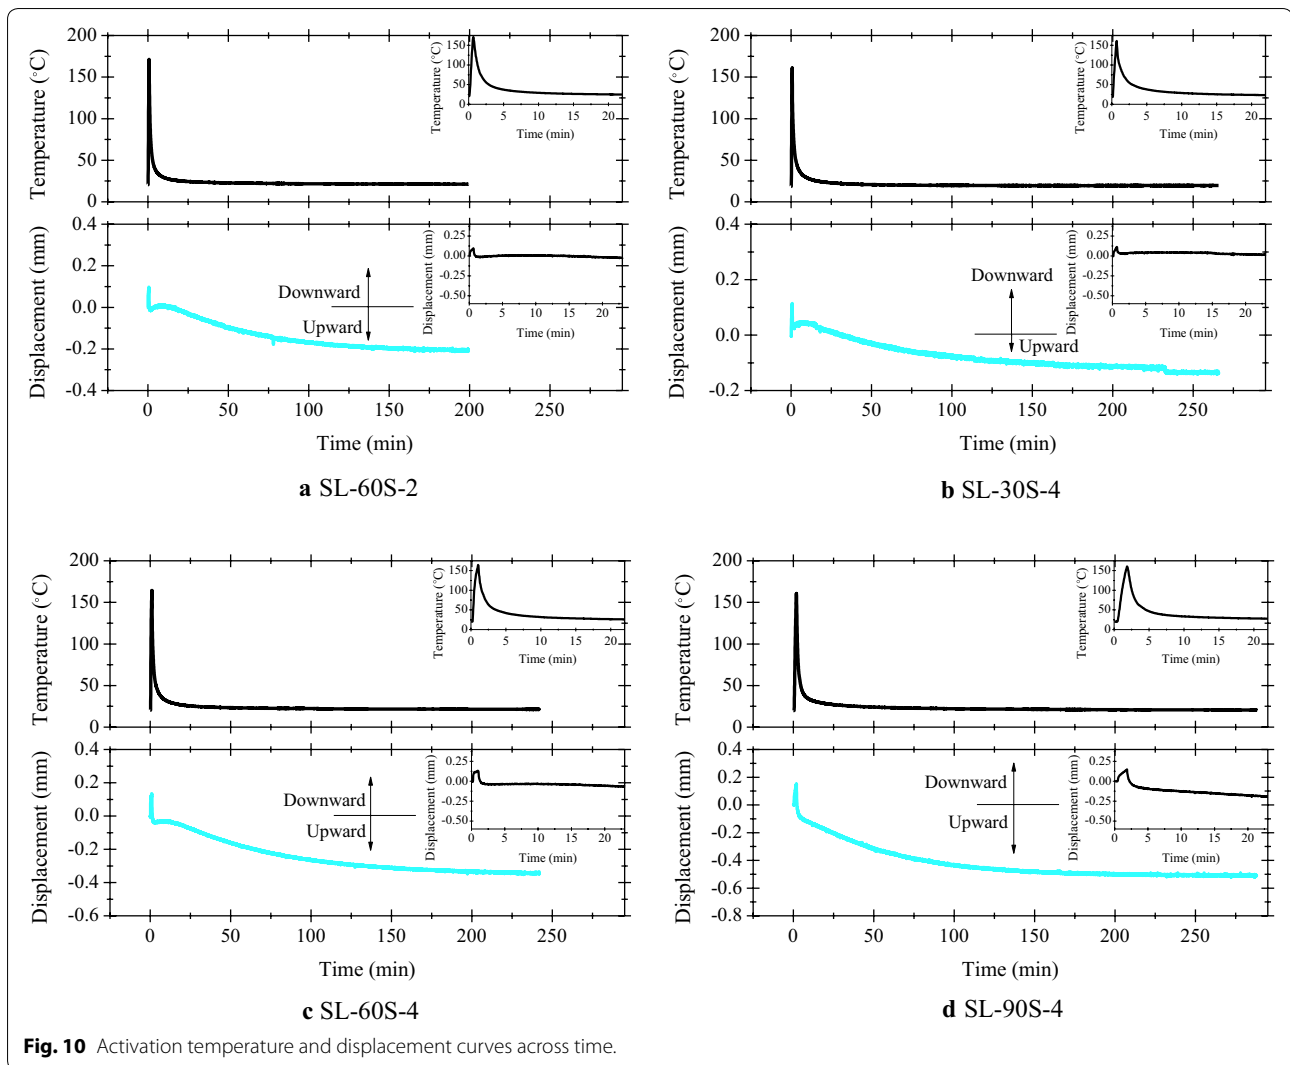 200
150
100
50
0
Temperature (°C)
150
100
50
0
Temperature (°C)
0 5 10 15 20
Time (min)
0.4
0.2
0.0
-0.2
-0.4
Displacement (mm)
Downward
Upward
0.25
0.00
-0.25
-0.50
Displacement (mm)
0 5 10 15 20
Time (min)
0 50 100 150 200 250
Time (min)
a SL-60S-2
200
150
100
50
0
Temperature (°C)
150
100
50
0
Temperature (°C)
0 5 10 15 20
Time (min)
0.4
0.2
0.0
-0.2
Displacement (mm)
Downward
Upward
0.25
0.00
-0.25
-0.50
Displacement (mm)
0 5 10 15 20
Time (min)
0 50 100 150 200 250
Time (min)
b SL-30S-4
200
150
100
50
0
Temperature (°C)
150
100
50
0
Temperature (°C)
0 5 10 15 20
Time (min)
0.4
0.2
0.0
-0.2
-0.4
-0.6
Displacement (mm)
Downward
Upward
0.25
0.00
-0.25
-0.50
Displacement (mm)
0 5 10 15 20
Time (min)
0 50 100 150 200 250
Time (min)
c SL-60S-4
200
150
100
50
0
Temperature (°C)
150
100
50
0
Temperature (°C)
0 5 10 15 20
Time (min)
0.4
0.2
0.0
-0.2
-0.4
-0.6
-0.8
Displacement (mm)
Downward
Upward
0.25
0.00
-0.25
-0.50
Displacement (mm)
0 5 10 15 20
Time (min)
0 50 100 150 200 250
Time (min)
d SL-90S-4
Fig. 10 Activation temperature and displacement curves across time.